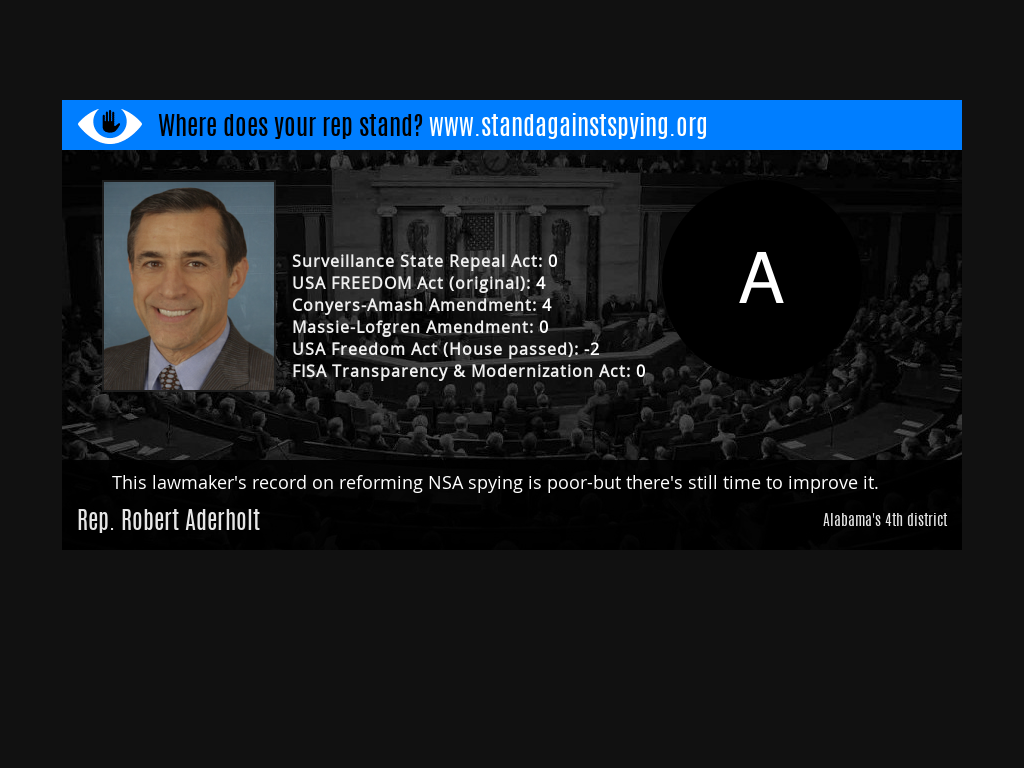 Where does your rep stand? www.standagainstspying.org
Surveillance State Repeal Act: 0
USA FREEDOM Act (original): 4
Conyers-Amash Amendment: 4
Massie-Lofgren Amendment: 0
USA Freedom Act (House passed): -2
FISA Transparency & Modernization Act: 0
A
This lawmaker's record on reforming NSA spying is poor-but there's still time to improve it.
Rep. Robert Aderholt
Alabama's 4th district